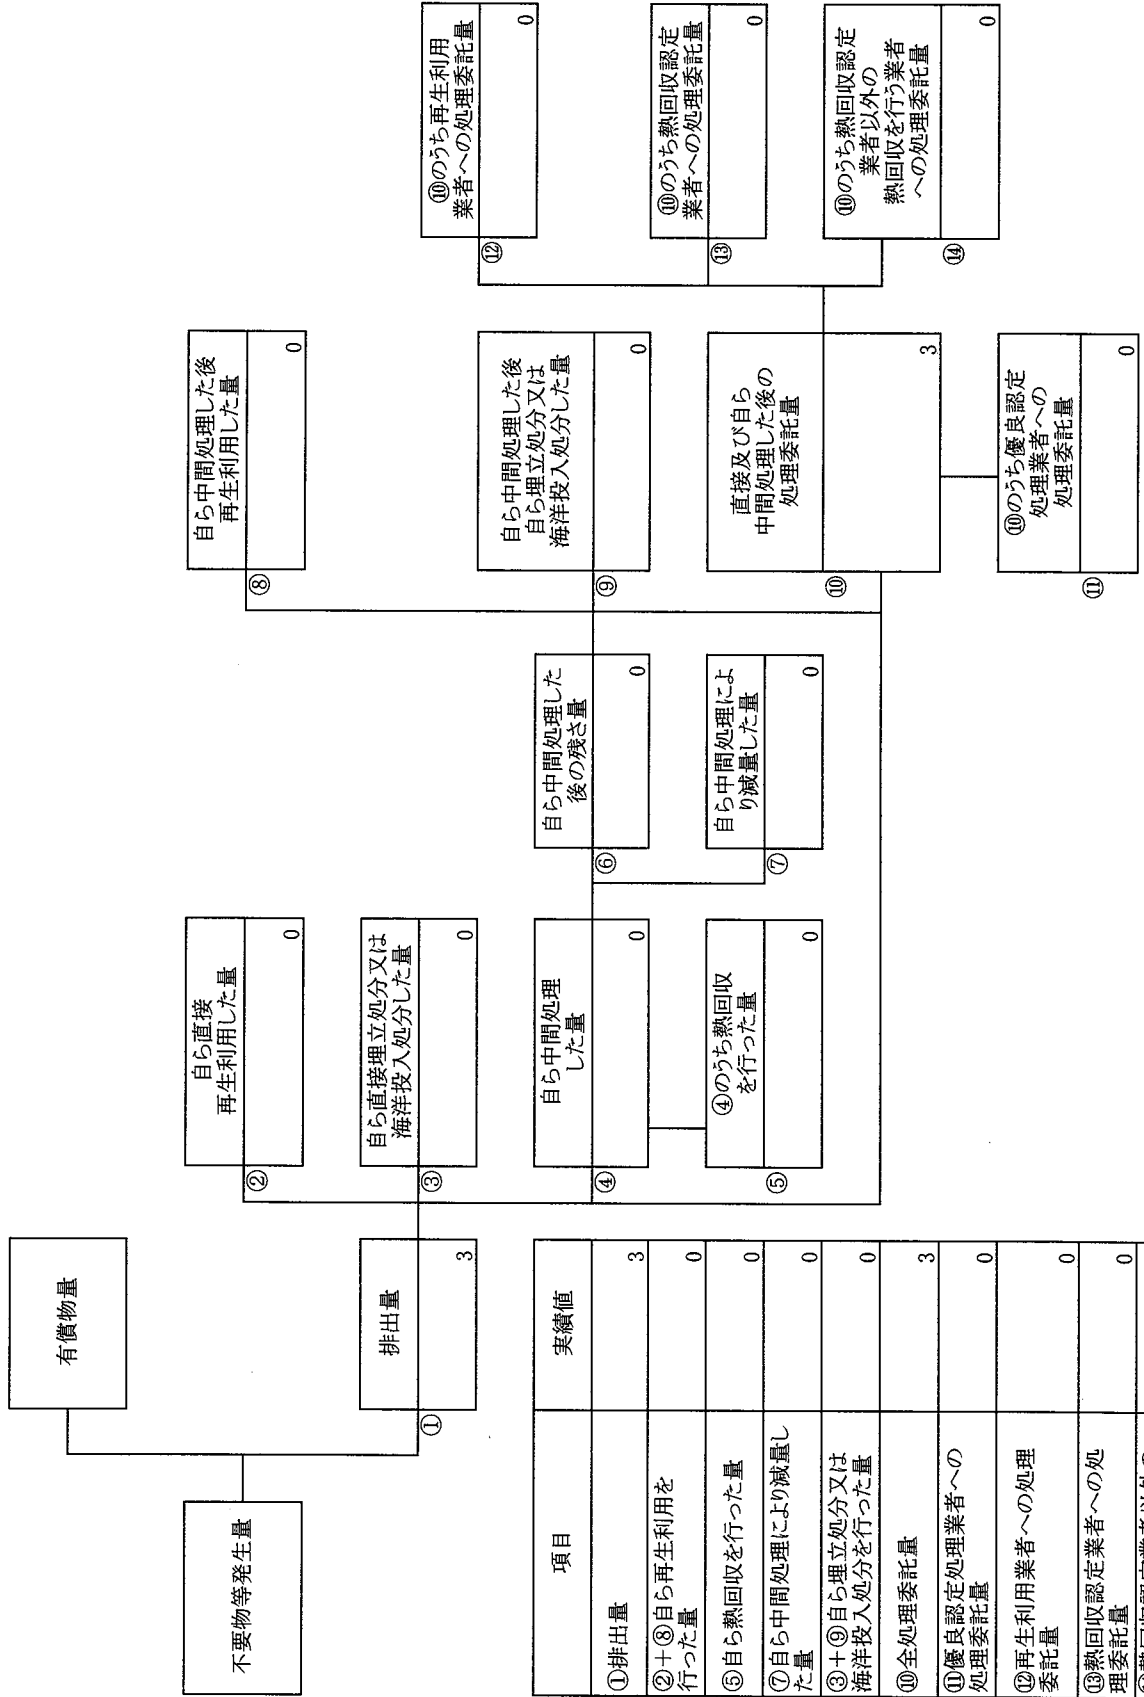 不要物等発生量
有償物量
①
排出量
3
②
自ら直接
再生利用した量
0
③
自ら直接埋立処分又は
海洋投入処分した量
0
④
自ら中間処理
した量
0
⑤
④のうち熱回収
を行った量
0
⑥
自ら中間処理した
後の残さ量
0
⑦
自ら中間処理によ
り減量した量
0
⑧
自ら中間処理した後
再生利用した量
0
⑨
自ら中間処理した後
自ら埋立処分又は
海洋投入処分した量
0
⑩
直接及び自ら
中間処理した後の
処理委託量
3
⑪
⑩のうち優良認定
処理業者への
処理委託量
0
⑫
⑩のうち再生利用
業者への処理委託量
0
⑬
⑩のうち熱回収認定
業者への処理委託量
0
⑭
⑩のうち熱回収認定
業者以外の
熱回収を行う業者
への処理委託量
0
項目 実績値
①排出量 3
②+⑧自ら再生利用を
行った量 0
⑤自ら熱回収を行った量 0
⑦自ら中間処理により減量し
た量 0
③+⑨自ら埋立処分又は
海洋投入処分を行った量 0
⑩全処理委託量 3
⑪優良認定処理業者への
処理委託量 0
⑫再生利用業者への処理
委託量 0
⑬熱回収認定業者への処
理委託量 0